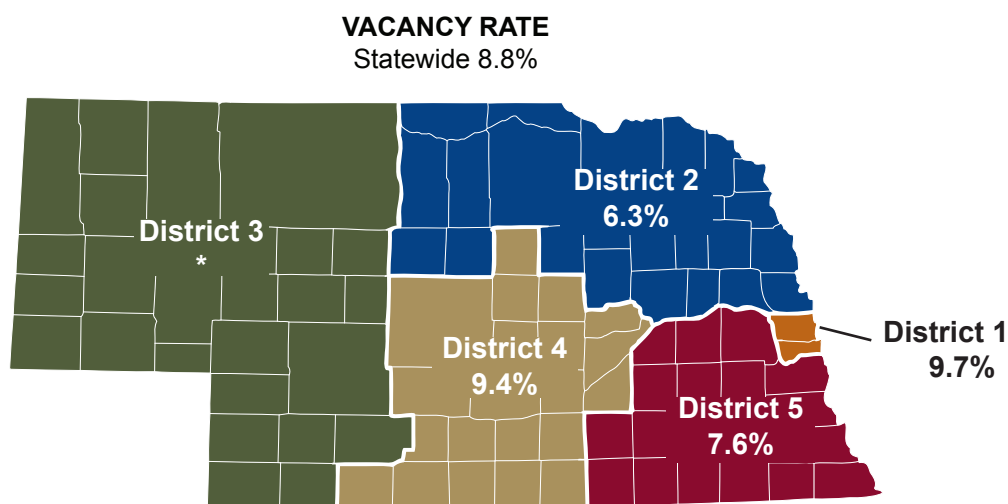 VACANCY RATE
Statewide 8.8%
District 2
6.3%
District 3
*
District 1
9.7%
District 4
9.4%
District 5
7.6%